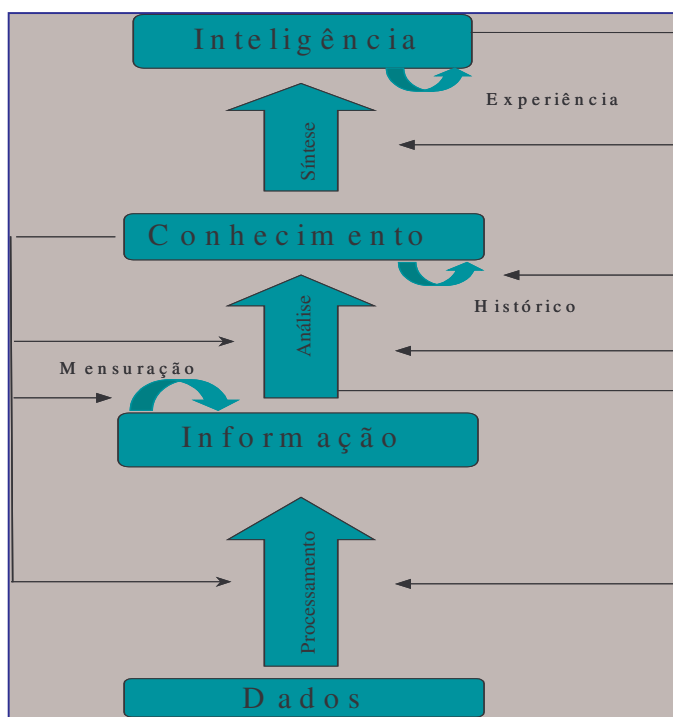 Inteligência
Experiência
Síntese
Conhecimento
Histórico
Análise
Mensuração
Informação
Processamento
Dados